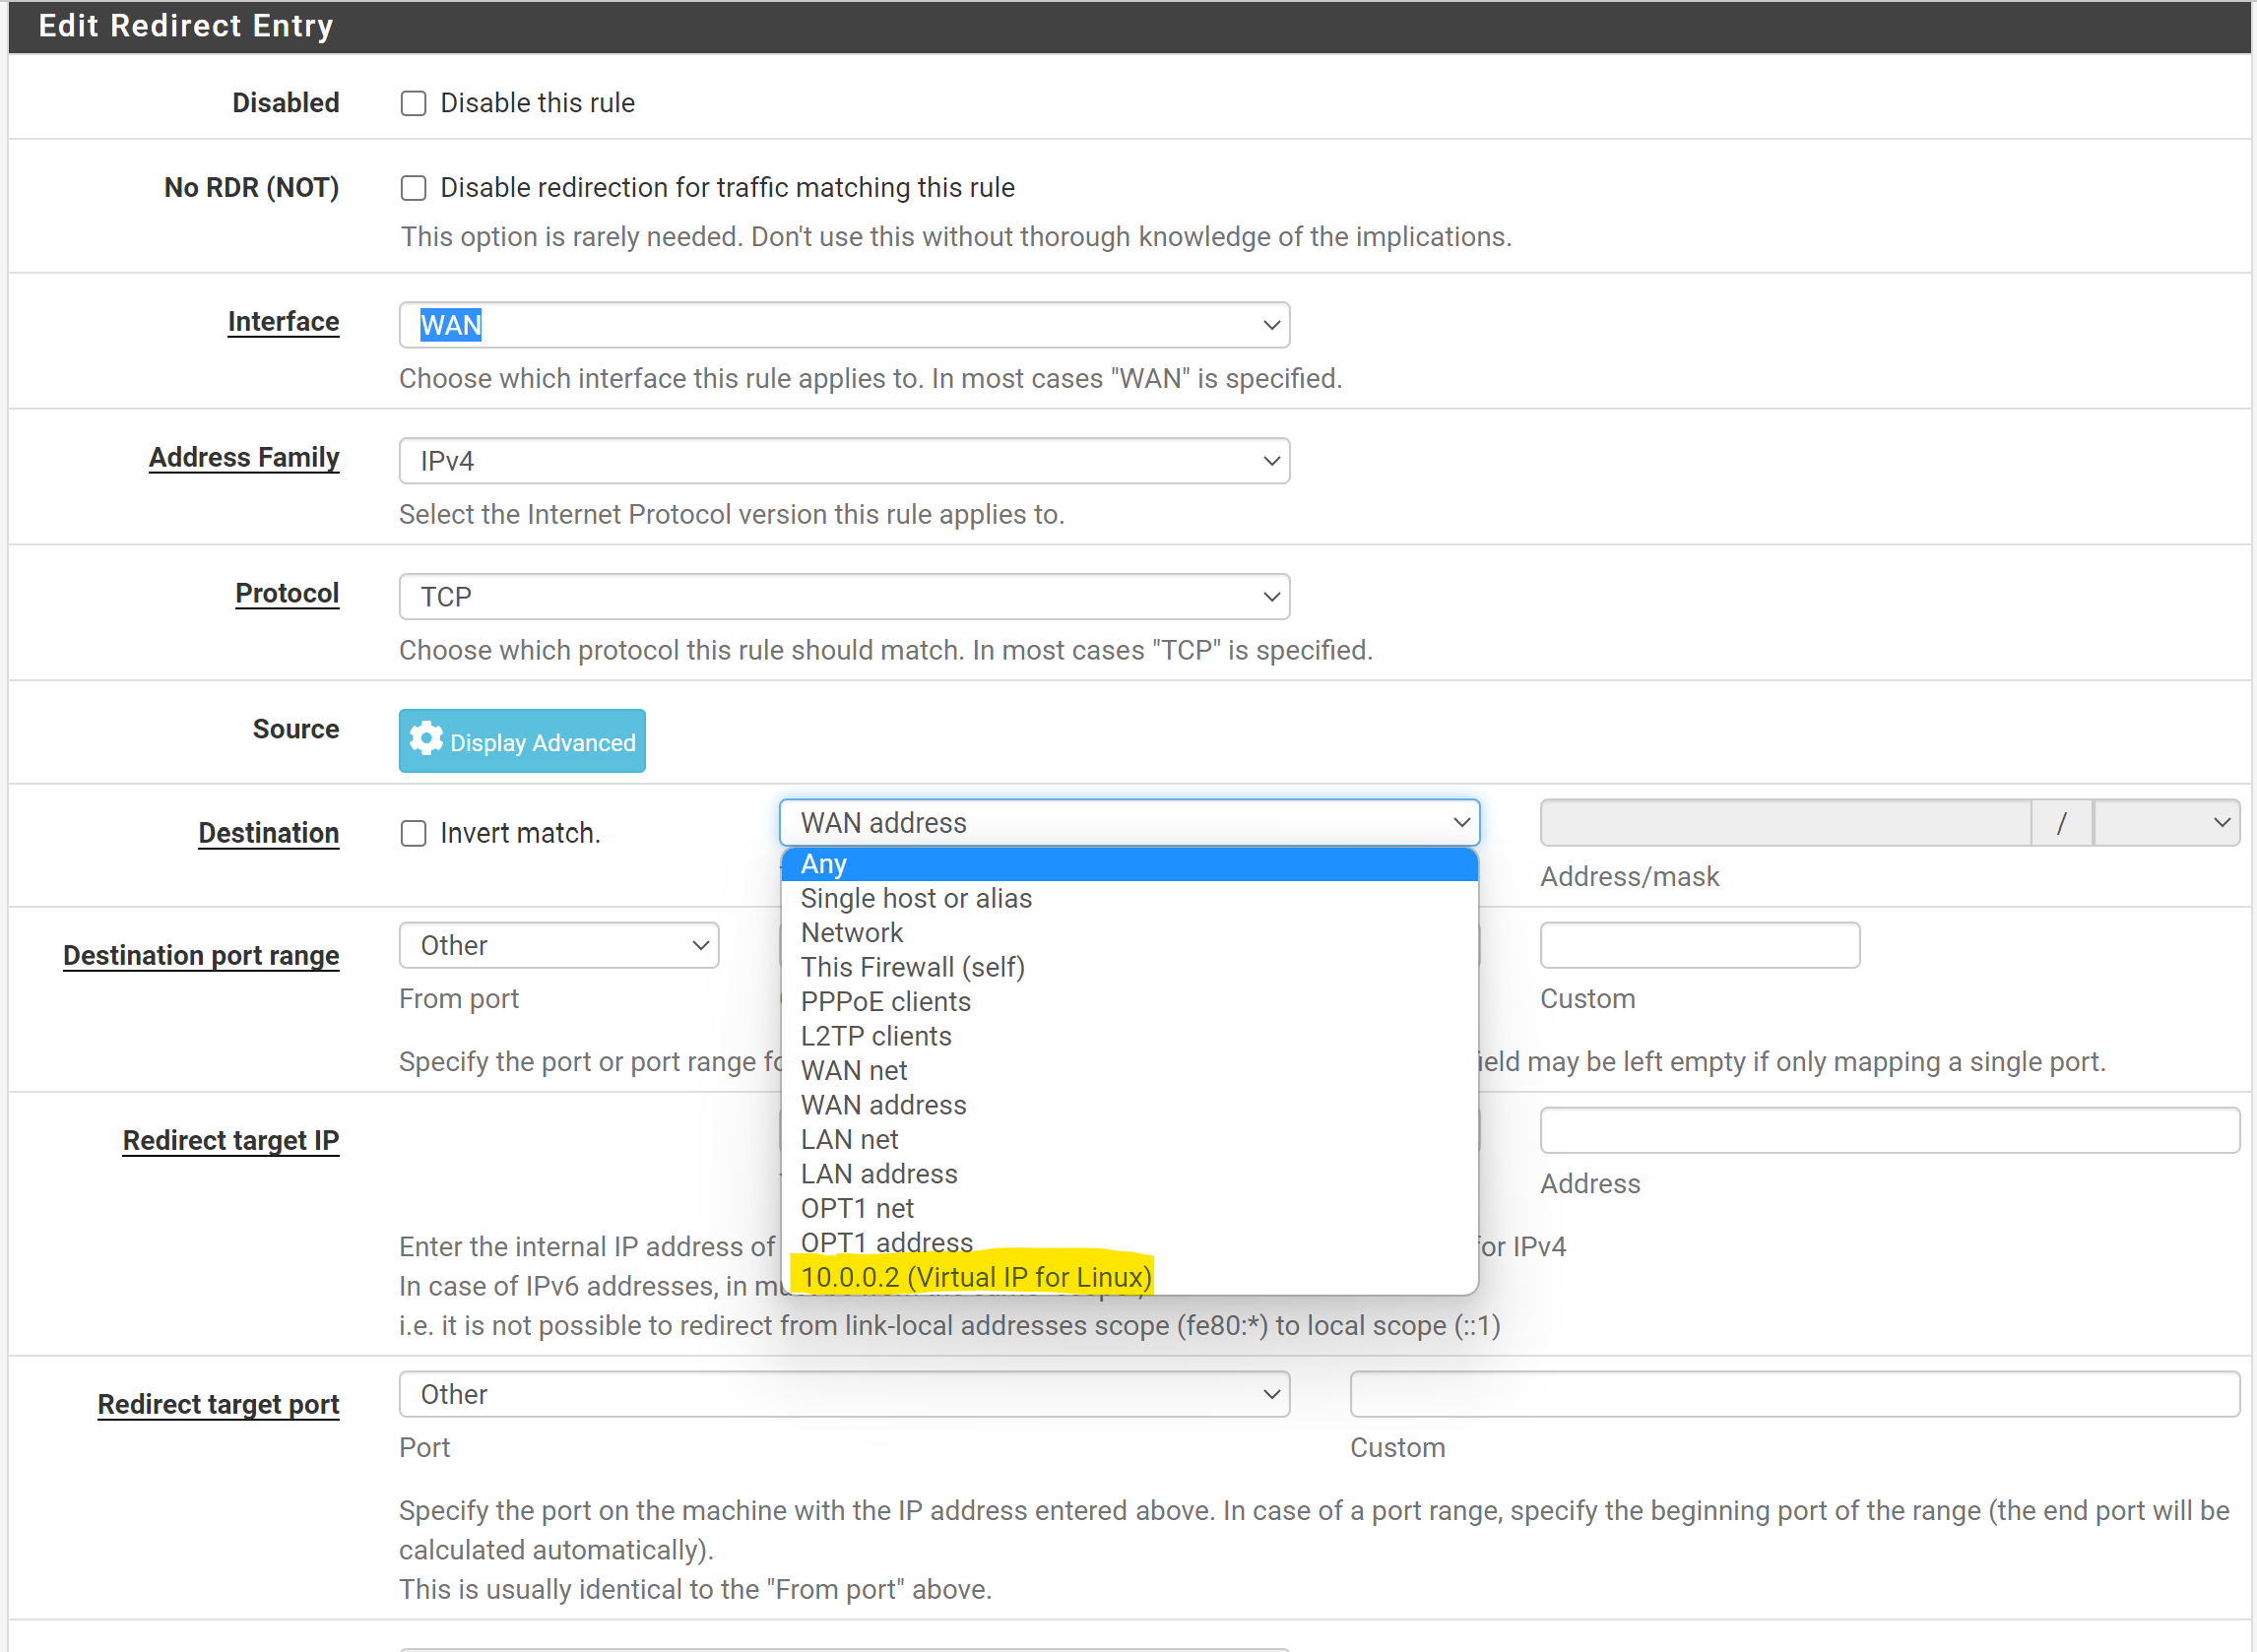 Edit Redirect Entry
Disabled
Disable this rule
No RDR (NOT)
Disable redirection for traffic matching this rule
This option is rarely needed. Don't use this without thorough knowledge of the implications.
Interface
WAN
Choose which interface this rule applies to. In most cases "WAN" is specified.
Address Family
IPv4
Select the Internet Protocol version this rule applies to.
Protocol
TCP
Choose which protocol this rule should match. In most cases "TCP" is specified.
Source
Display Advanced
Destination
Invert match.
WAN address
/
Address/mask
Any
Single host or alias
Network
This Firewall (self)
PPPoE clients
L2TP clients
WAN net
WAN address
LAN net
LAN address
OPT1 net
OPT1 address
10.0.0.2 (Virtual IP for Linux)
Destination port range
Other
From port
Custom
Specify the port or port range
may be left empty if only mapping a single port.
Redirect target IP
Address
Enter the internal IP address of
for IPv4
In case of IPv6 addresses, in
i.e. it is not possible to redirect from link-local addresses scope (fe80:*) to local scope (::1)
Redirect target port
Other
Port
Custom
Specify the port on the machine with the IP address entered above. In case of a port range, specify the beginning port of the range (the end port will be
calculated automatically).
This is usually identical to the "From port" above.